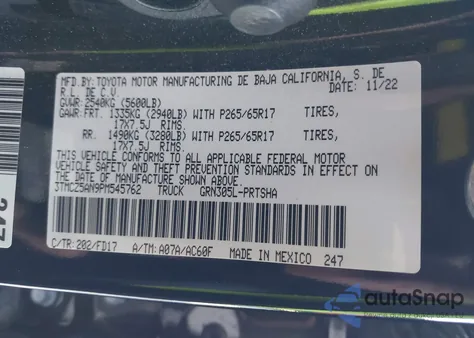 MFD.BY:TOYOTA MOTOR MANUFACTURING DE BAJA CALIFORNIA, S. DE
R.L. DE C.V. DATE: 11/22
GVWR: 2540KG (5600LB)
GAWR:FRT. 1335KG (2940LB) WITH P265/65R17 TIRES,
17X7.5J RIMS.
RR. 1490KG (3280LB) WITH P265/65R17 TIRES,
17X7.5J RIMS.
THIS VEHICLE CONFORMS TO ALL APPLICABLE FEDERAL MOTOR
VEHICLE SAFETY AND THEFT PREVENTION STANDARDS IN EFFECT ON THE
DATE OF MANUFACTURE SHOWN ABOVE.
3TMCZ5AN9PM545762 TRUCK GRN305L-PRTSHA
C/TR: 202/FD17 A/TM: A07A/AC60F MADE IN MEXICO 247
247
autoSnap